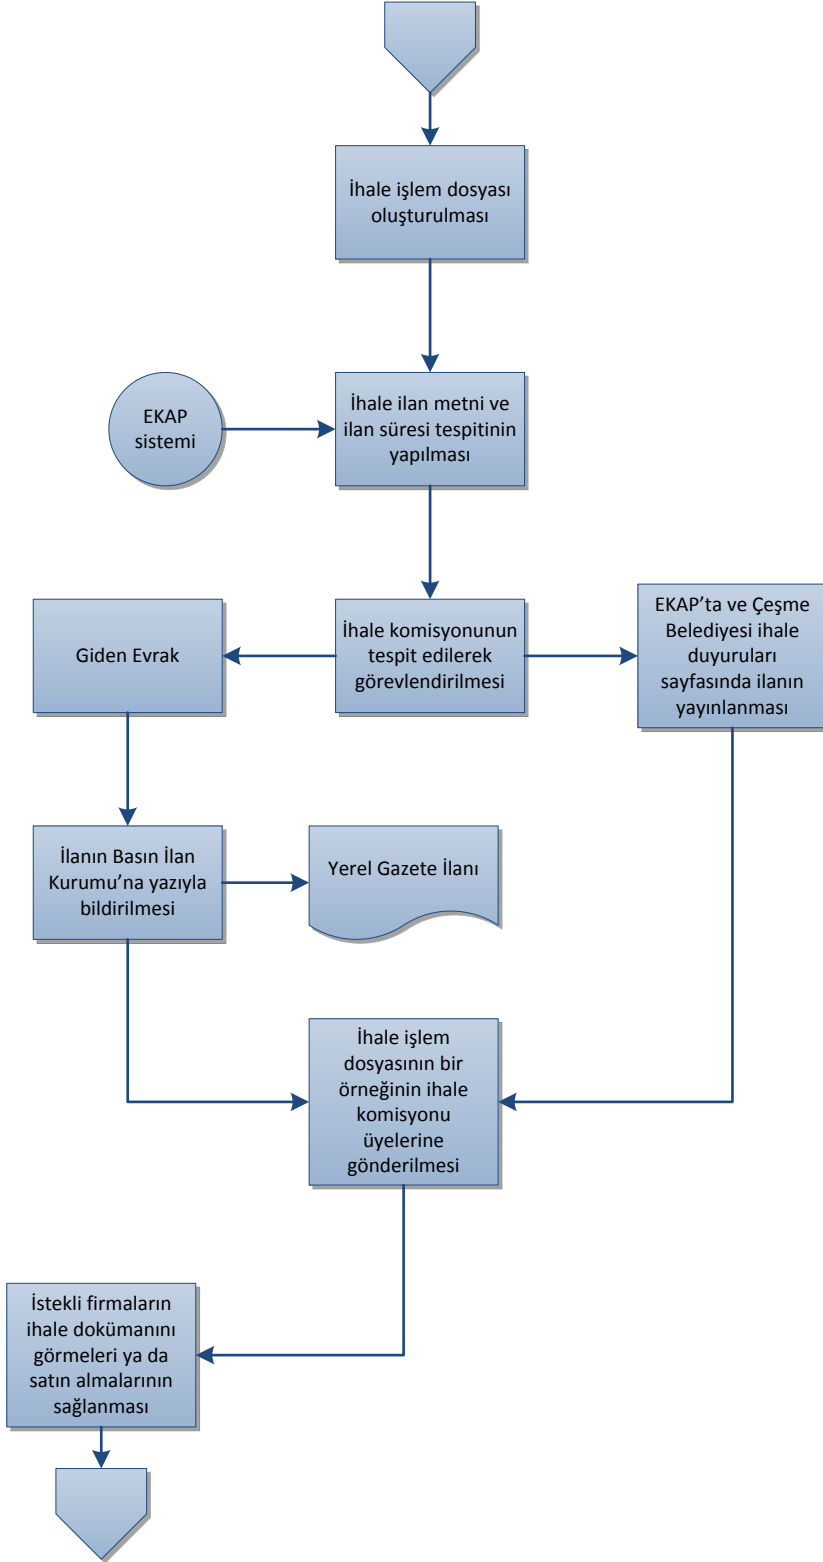 İhale işlem dosyası
oluşturulması
EKAP
sistemi
İhale ilan metni ve
ilan süresi tespitinin
yapılması
Giden Evrak
İhale komisyonunun
tespit edilerek
görevlendirilmesi
EKAP’ta ve Çeşme
Belediyesi ihale
duyuruları
sayfasında ilanın
yayınlanması
İlanın Basın İlan
Kurumu’na yazıyla
bildirilmesi
Yerel Gazete İlanı
İhale işlem
dosyasının bir
örneğinin ihale
komisyonu
üyelerine
gönderilmesi
İstekli firmaların
ihale dokümanını
görmeleri ya da
satın almalarının
sağlanması